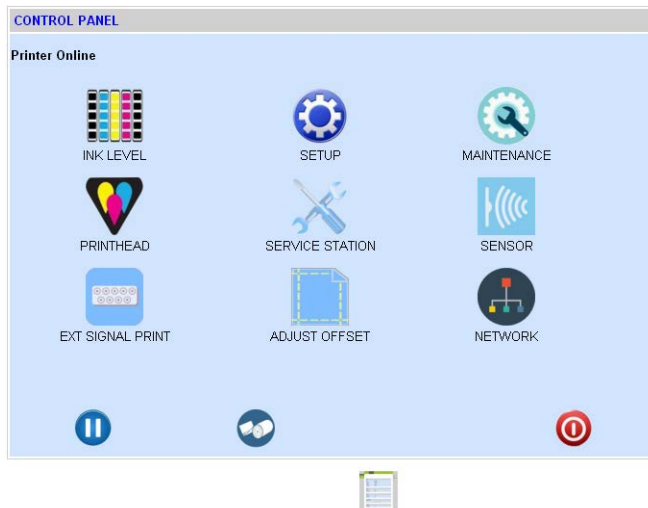 CONTROL PANEL
Printer Online
INK LEVEL
SETUP
MAINTENANCE
PRINTHEAD
SERVICE STATION
SENSOR
EXT SIGNAL PRINT
ADJUST OFFSET
NETWORK